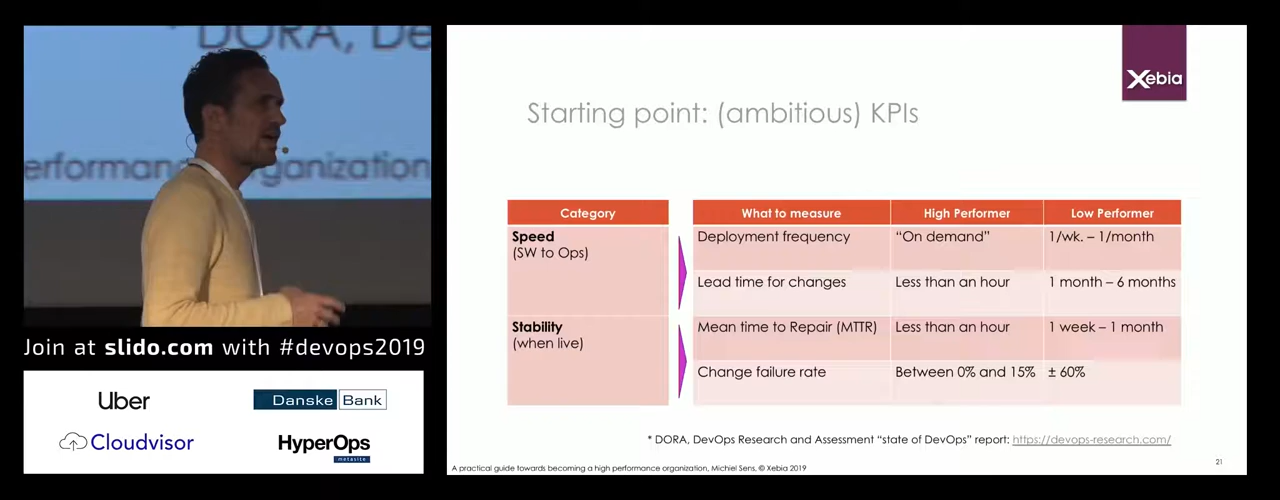 DORA, De
erforman
ganization
Join at slido.com with #devops2019
Uber
Danske Bank
Cloudvisor
HyperOps
metasite
Xebia
Starting point: (ambitious) KPIs
Category
What to measure
High Performer
Low Performer
Speed
(SW to Ops)
Deployment frequency
“On demand”
1/wk. – 1/month
Lead time for changes
Less than an hour
1 month – 6 months
Stability
(when live)
Mean time to Repair (MTTR)
Less than an hour
1 week – 1 month
Change failure rate
Between 0% and 15%
± 60%
* DORA, DevOps Research and Assessment “state of DevOps” report: https://devops-research.com/
A practical guide towards becoming a high performance organization, Michiel Sens, © Xebia 2019
21